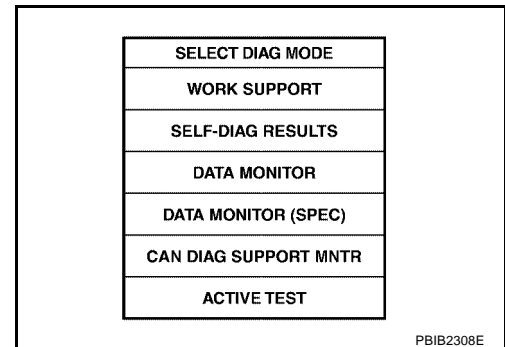 SELECT DIAG MODE
WORK SUPPORT
SELF-DIAG RESULTS
DATA MONITOR
DATA MONITOR (SPEC)
CAN DIAG SUPPORT MNTR
ACTIVE TEST
PBIB2308E